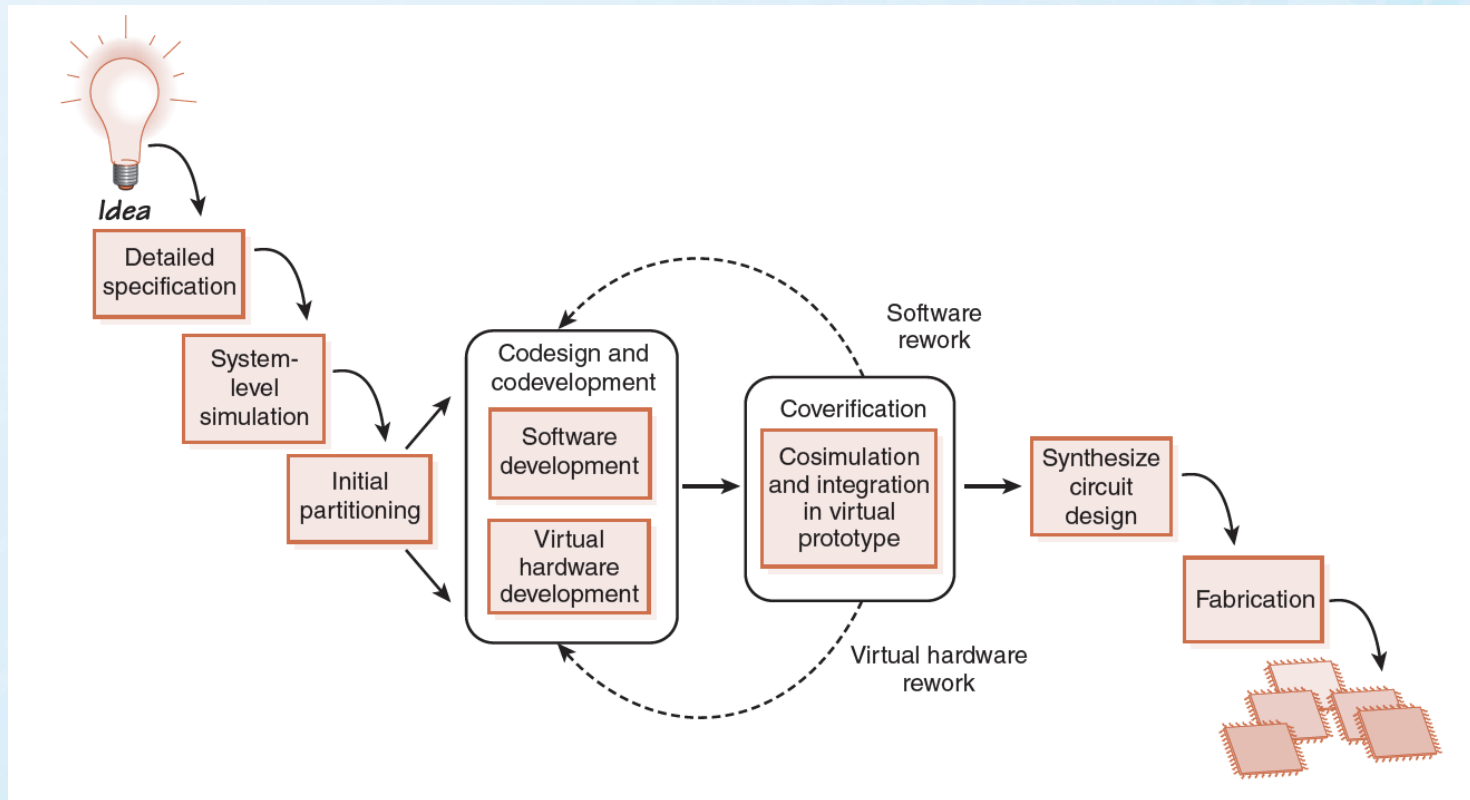 Idea
Detailed
specification
System-
level
simulation
Initial
partitioning
Codesign and
codevelopment
Software
development
Virtual
hardware
development
Software
rework
Coverification
Cosimulation
and integration
in virtual
prototype
Virtual hardware
rework
Synthesize
circuit
design
Fabrication